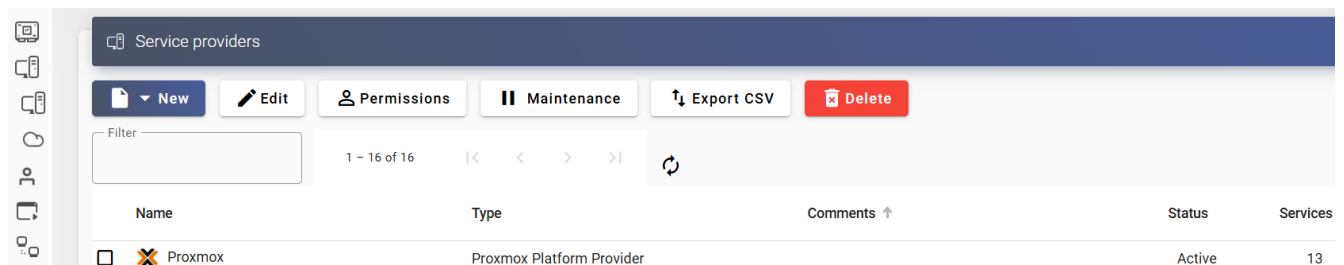 Service providers
New Edit Permissions Maintenance Export CSV Delete
Filter
1 – 16 of 16
Name Type Comments Status Services
Proxmox Proxmox Platform Provider Active 13